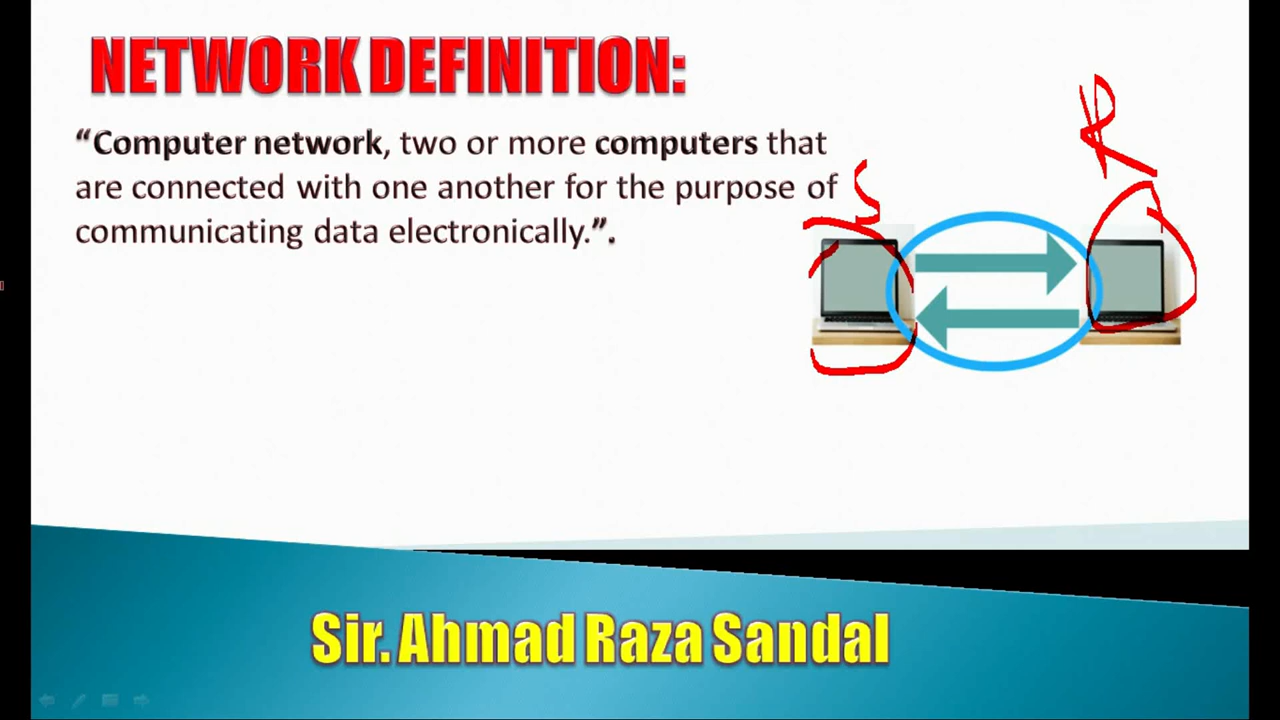 NETWORK DEFINITION:
“Computer network, two or more computers that
are connected with one another for the purpose of
communicating data electronically.”.
Sir. Ahmad Raza Sandal